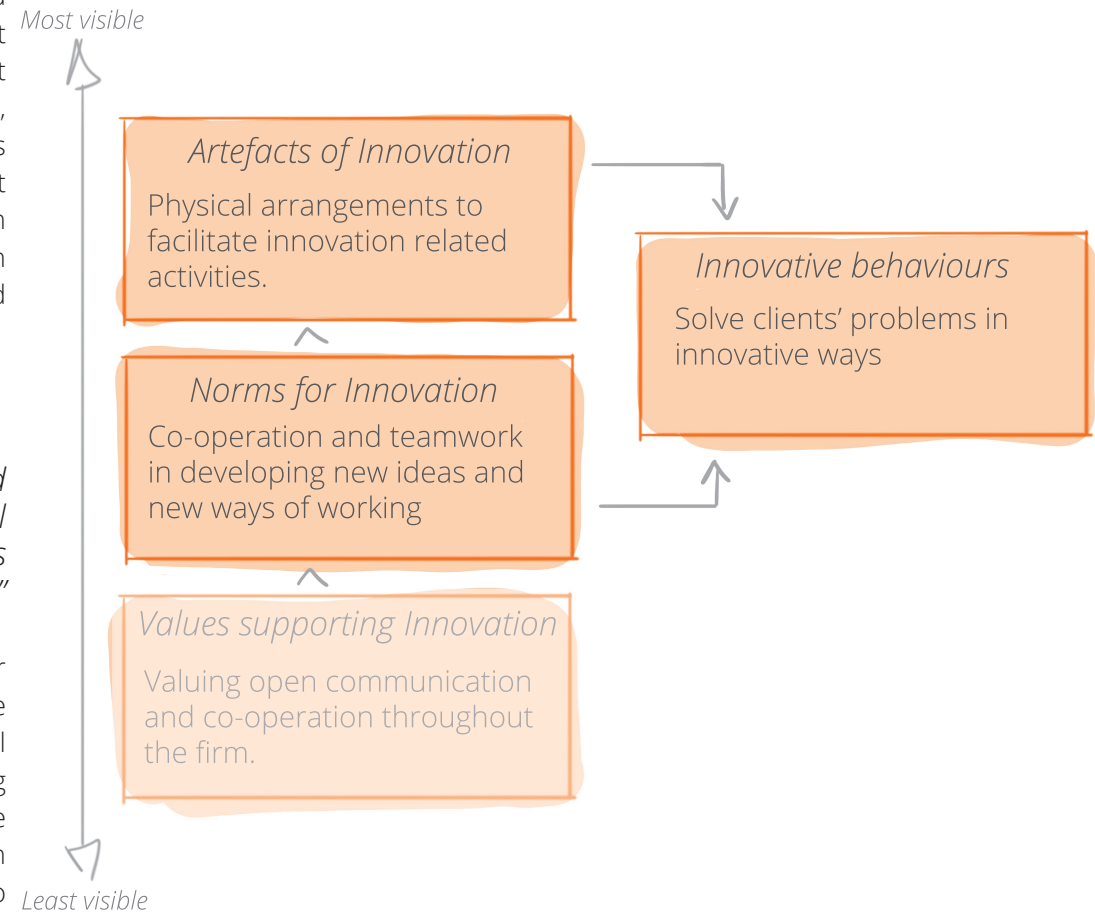 Most visible
Artefacts of Innovation
Physical arrangements to
facilitate innovation related
activities.
Innovative behaviours
Solve clients’ problems in
innovative ways
Norms for Innovation
Co-operation and teamwork
in developing new ideas and
new ways of working
Values supporting Innovation
Valuing open communication
and co-operation throughout
the firm.
Least visible